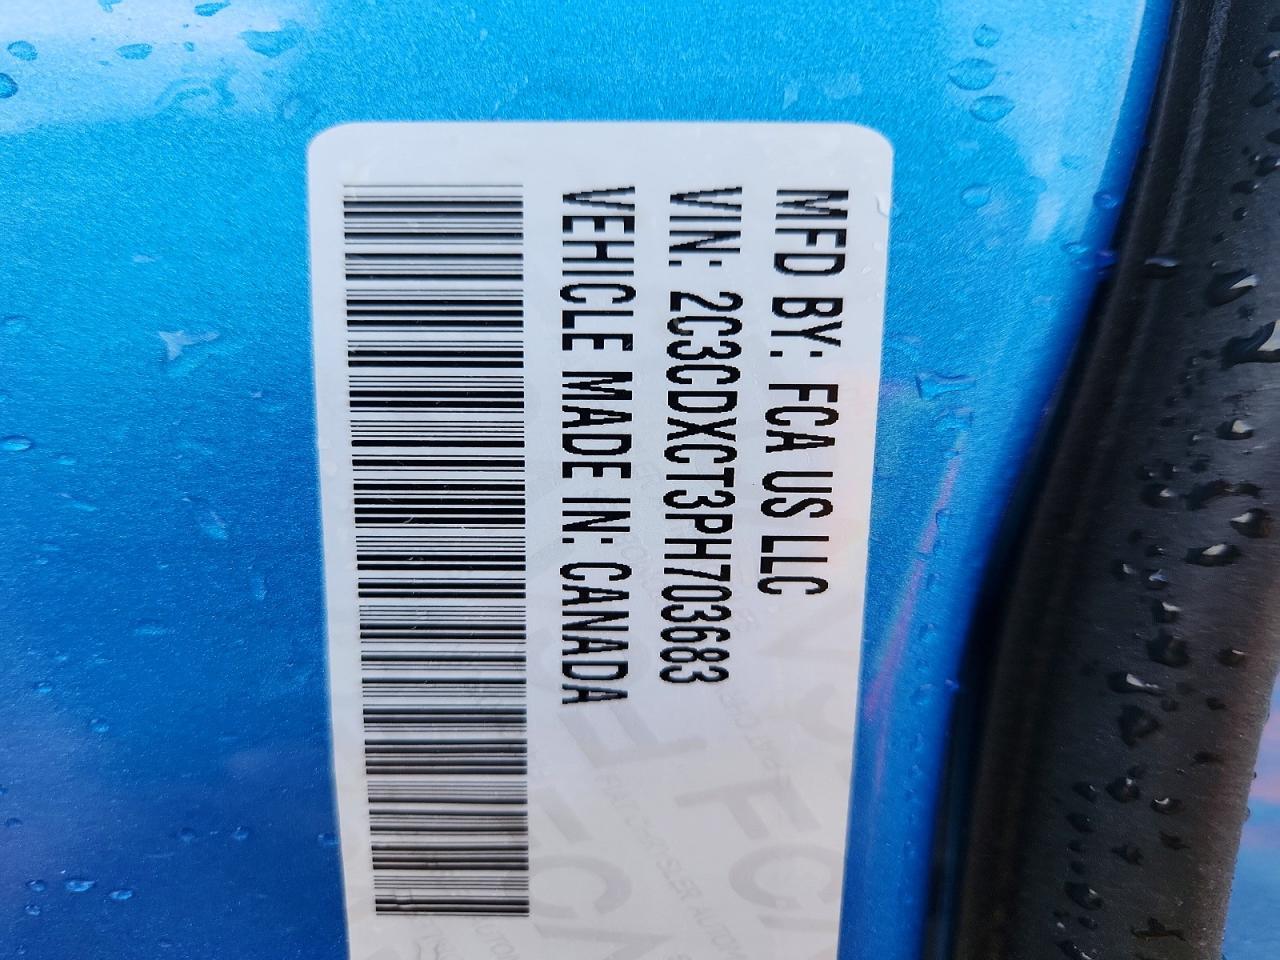 MFD BY: FCA US LLC
VIN: 2C3CDXCT3PH703683
VEHICLE MADE IN: CANADA